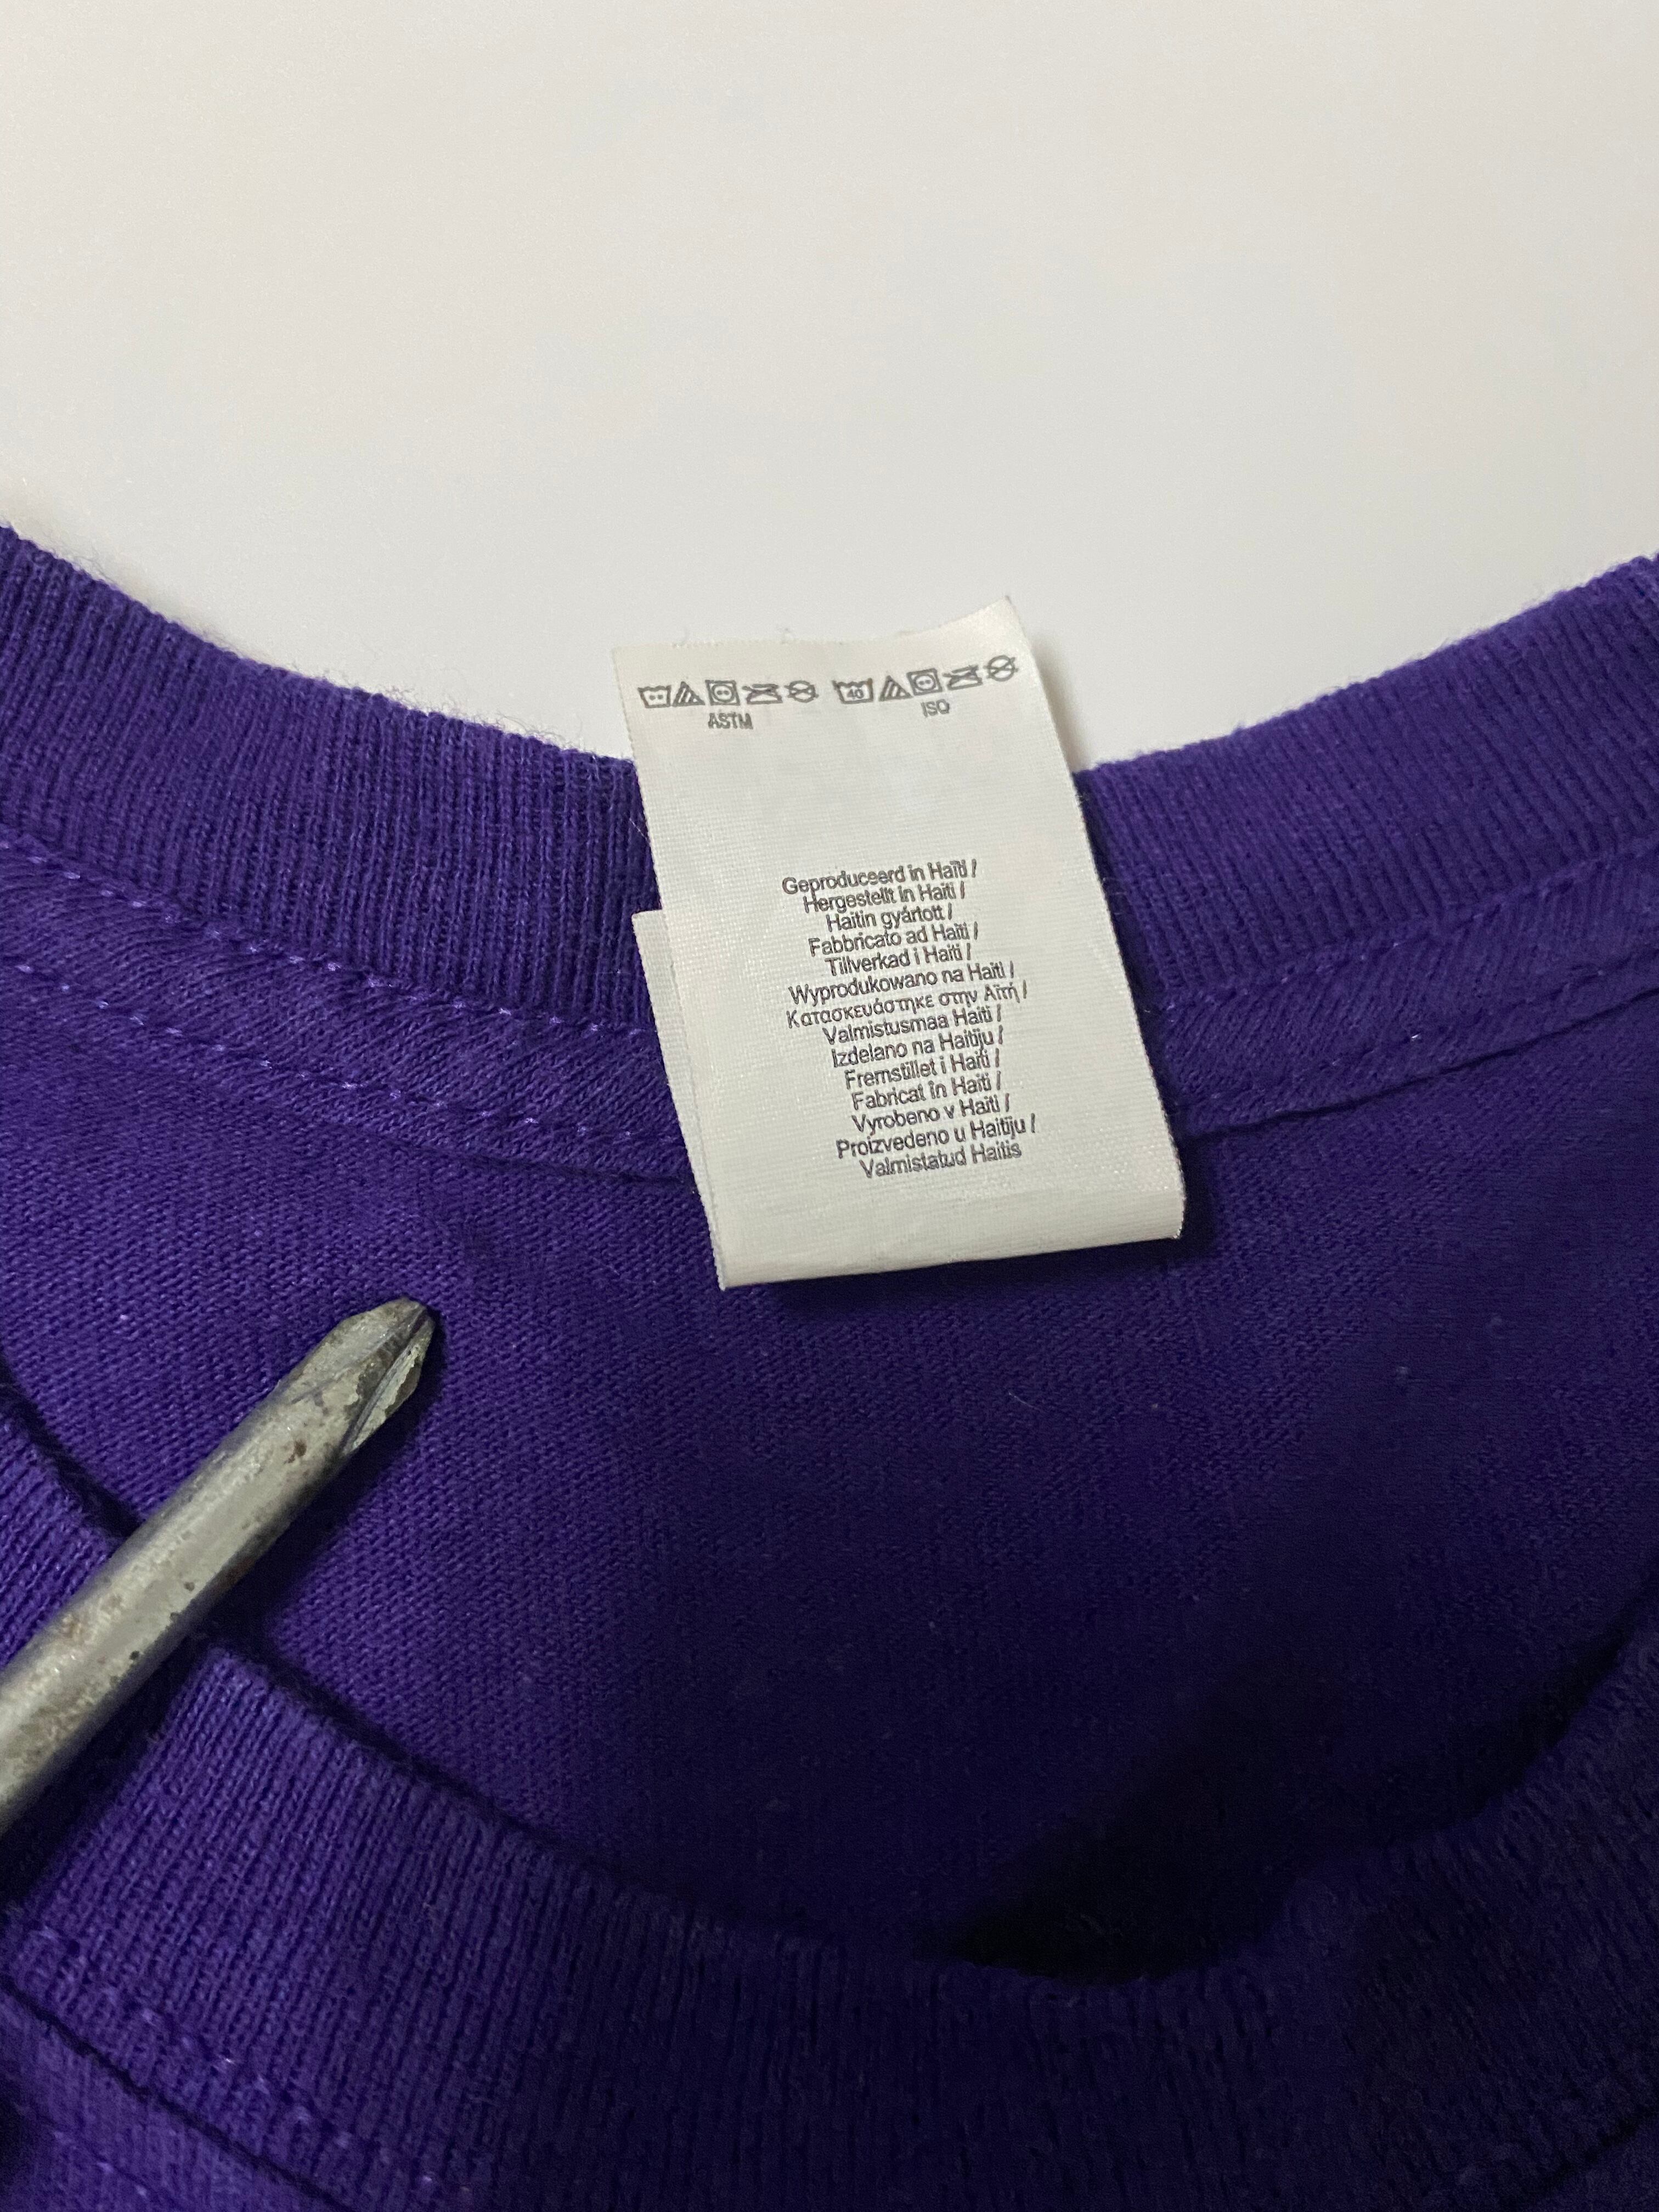 40
ASTM ISO
Geproduceerd in Haïti /
Hergestellt in Haiti /
Haitin gyártott /
Fabbricato ad Haiti /
Tillverkad i Haiti /
Wyprodukowano na Haiti /
Κατασκευάστηκε στην Αϊτή /
Valmistusmaa Haiti /
Izdelano na Haitiju /
Fremstillet i Haiti /
Fabricat în Haiti /
Vyrobeno v Haiti /
Proizvedeno u Haitiju /
Valmistatud Haitis